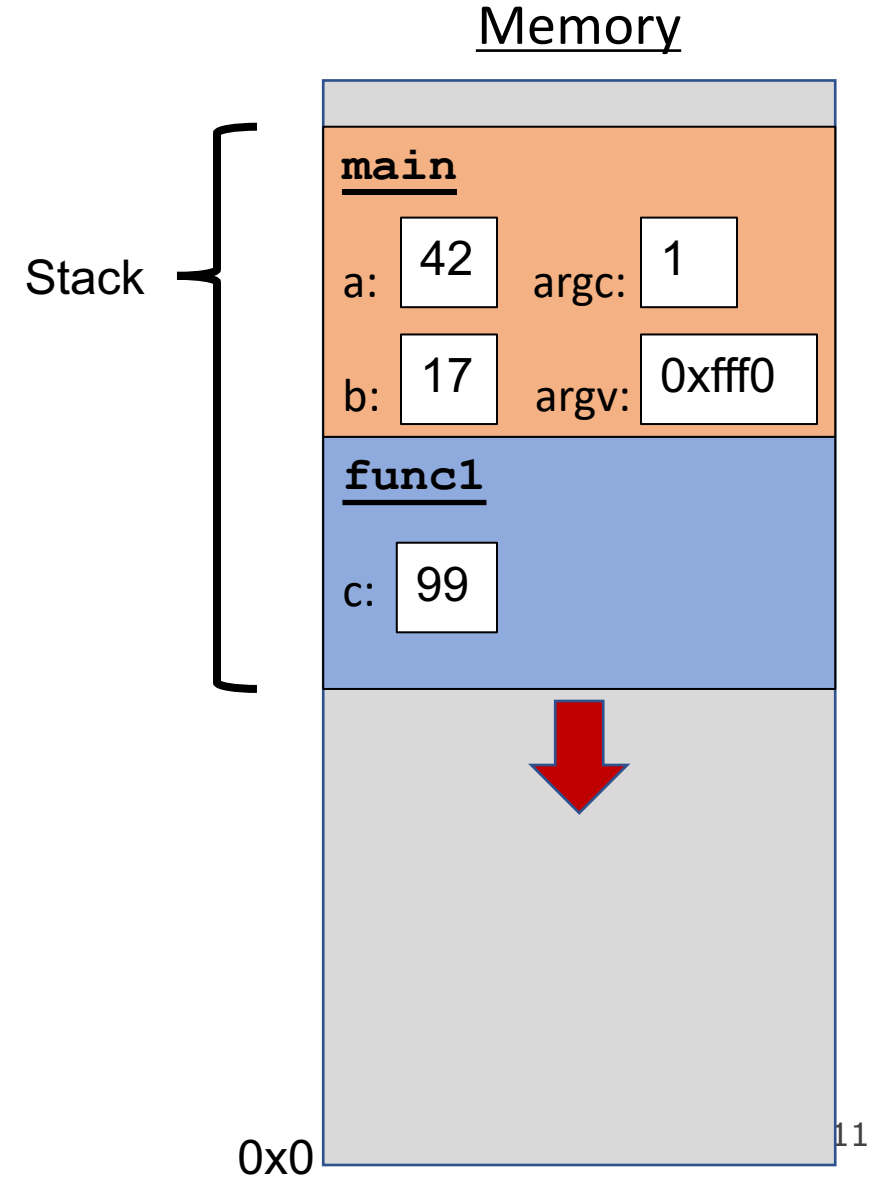 Memory
main
Stack
a: 42 argc: 1
b: 17 argv: 0xfff0
func1
c: 99
0x0
11